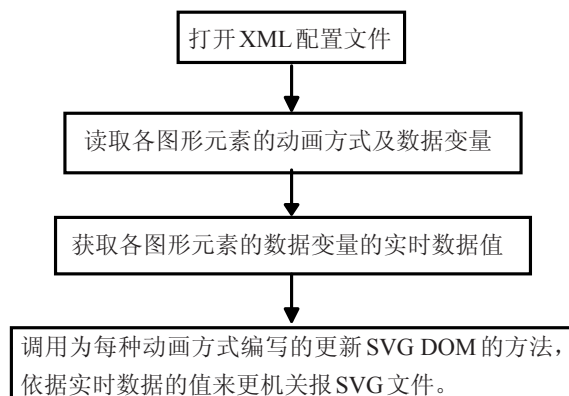 打开XML配置文件
读取各图形元素的动画方式及数据变量
获取各图形元素的数据变量的实时数据值
调用为每种动画方式编写的更新SVG DOM的方法，
依据实时数据的值来更机关报SVG文件。